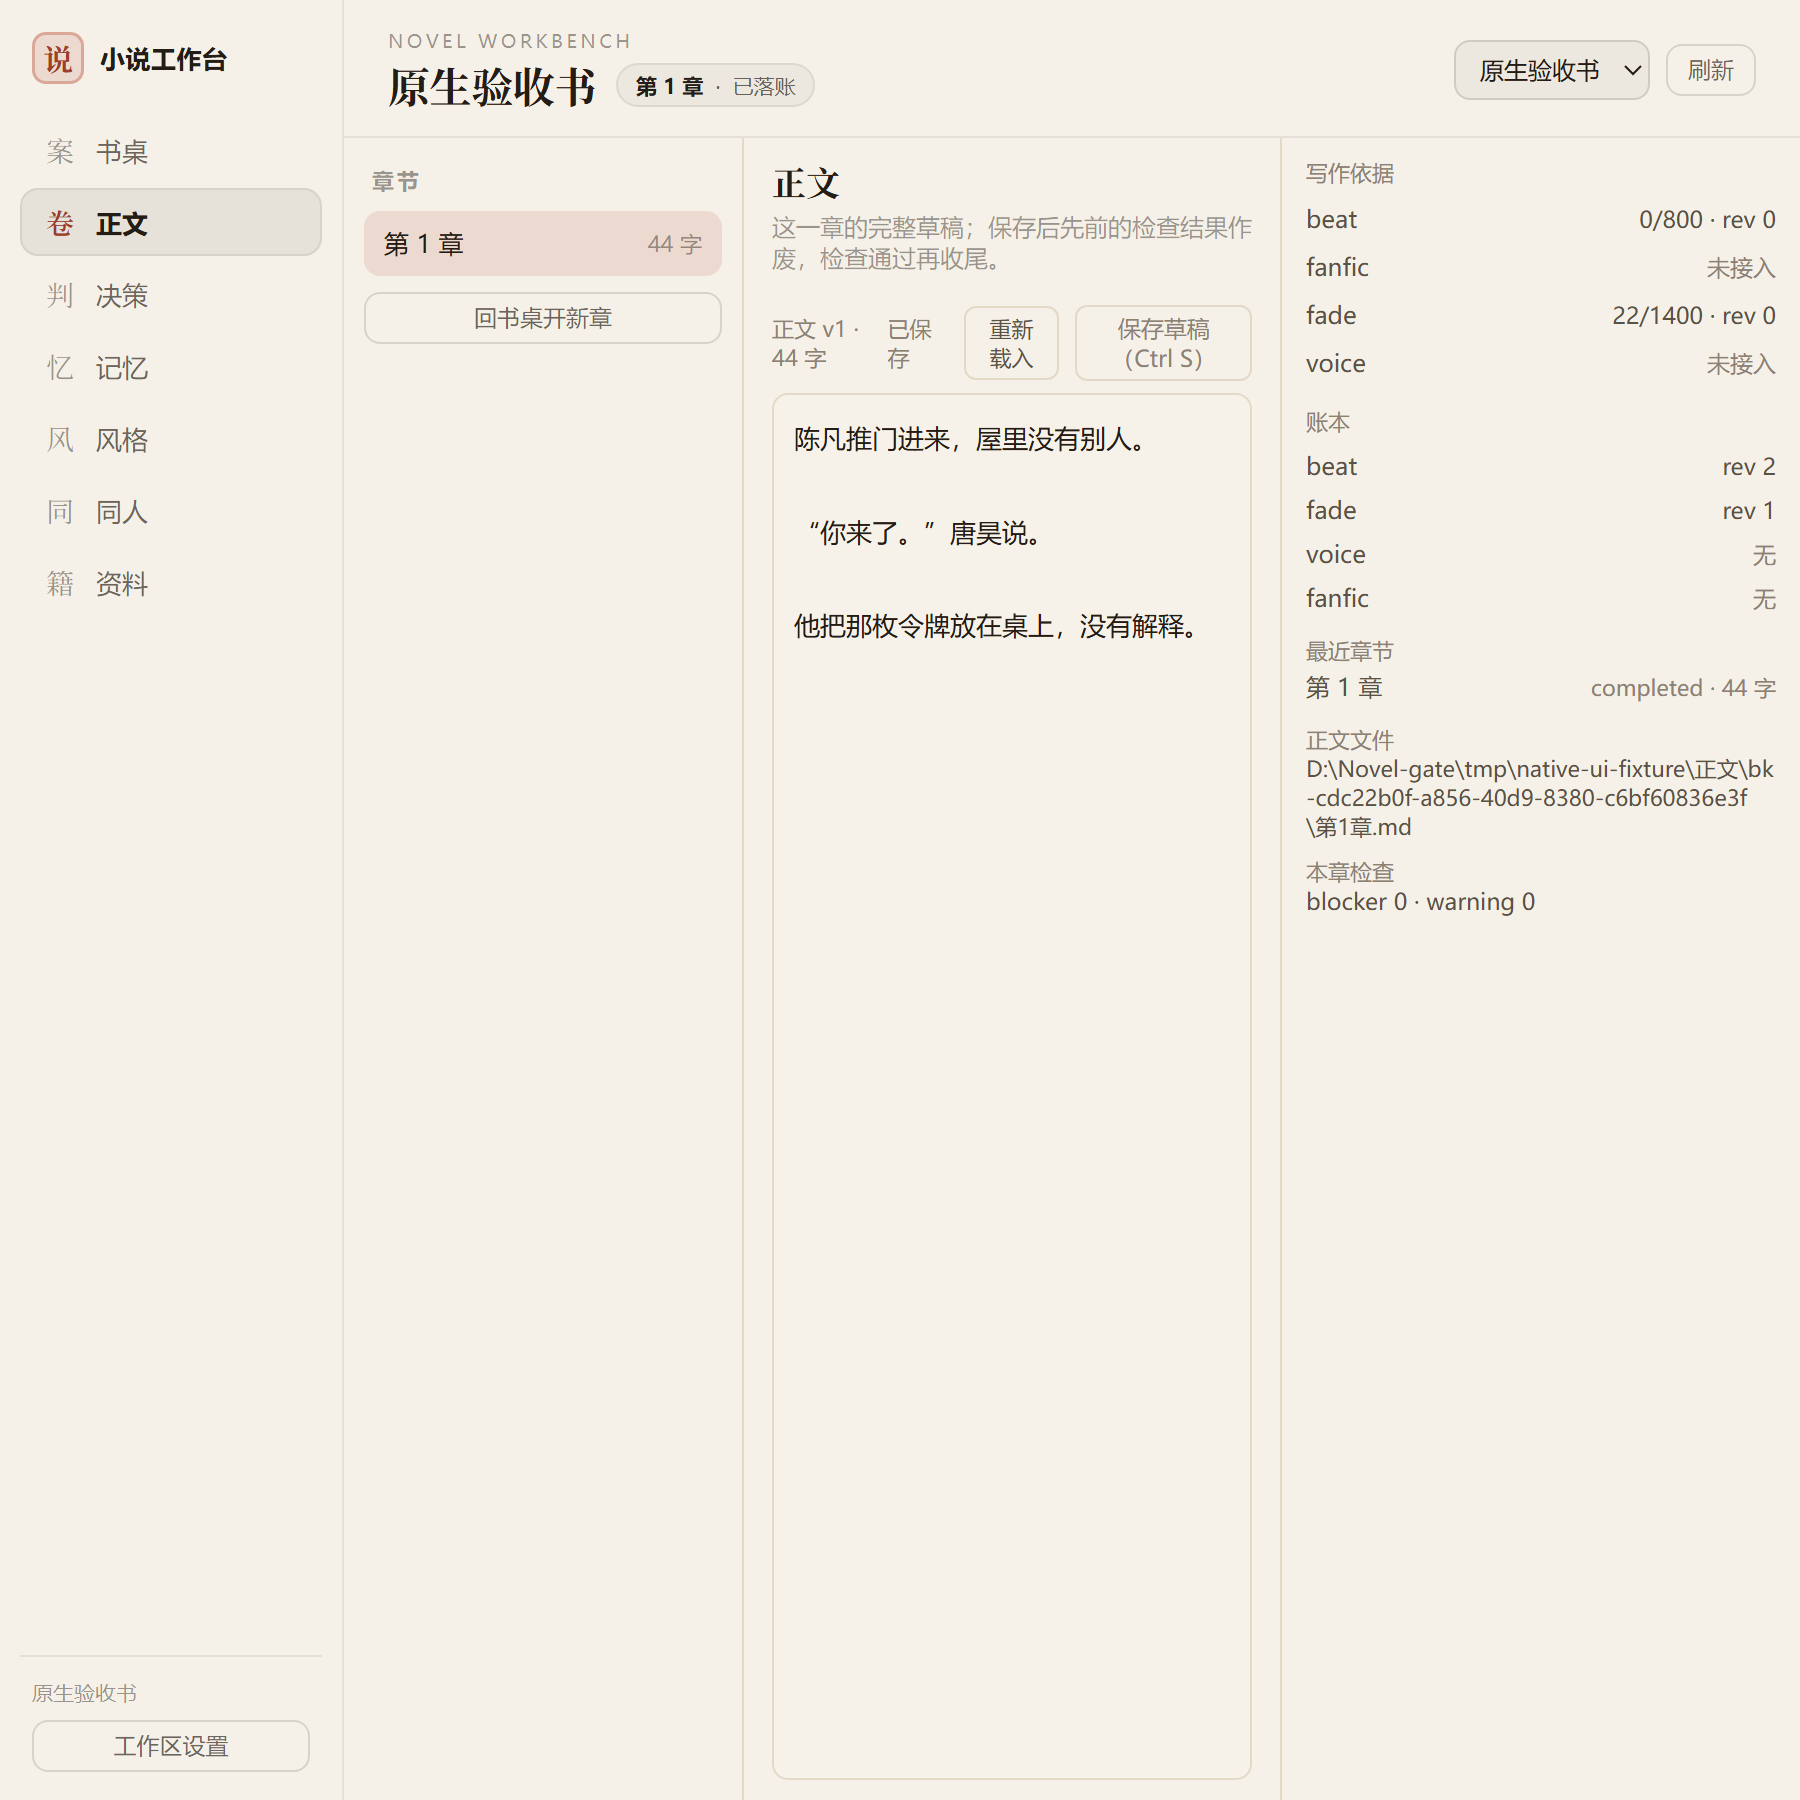 说 小说工作台
案 书桌
卷 正文
判 决策
忆 记忆
风 风格
同 同人
籍 资料
原生验收书
工作区设置
NOVEL WORKBENCH
原生验收书 第 1 章 · 已落账
原生验收书
刷新
章节
第 1 章 44 字
回书桌开新章
正文
这一章的完整草稿；保存后先前的检查结果作
废，检查通过再收尾。
正文 v1 ·
44 字
已保
存
重新
载入
保存草稿
（Ctrl S）
陈凡推门进来，屋里没有别人。
“你来了。”唐昊说。
他把那枚令牌放在桌上，没有解释。
写作依据
beat 0/800 · rev 0
fanfic 未接入
fade 22/1400 · rev 0
voice 未接入
账本
beat rev 2
fade rev 1
voice 无
fanfic 无
最近章节
第 1 章 completed · 44 字
正文文件
D:\Novel-gate\tmp\native-ui-fixture\正文\bk
-cdc22b0f-a856-40d9-8380-c6bf60836e3f
\第1章.md
本章检查
blocker 0 · warning 0